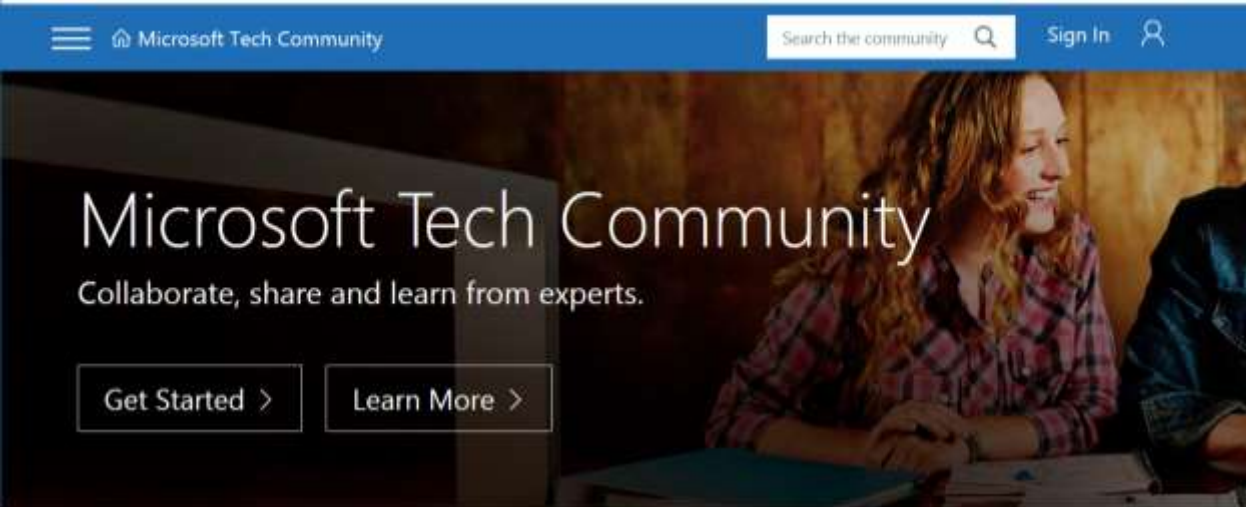 Microsoft Tech Community
Search the community
Sign In
Microsoft Tech Community
Collaborate, share and learn from experts.
Get Started >
Learn More >